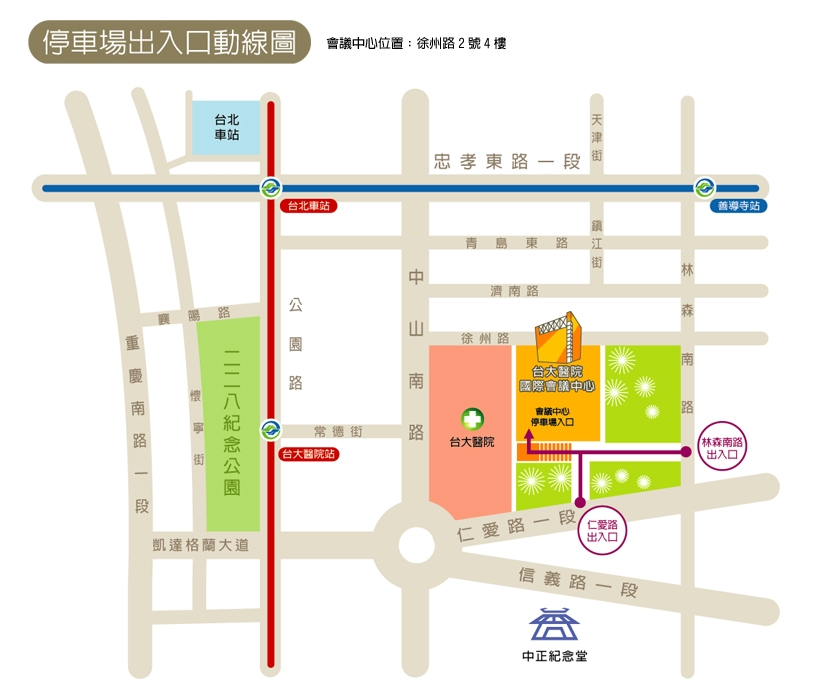 停車場出入口動線圖
會議中心位置：徐州路2號4樓
台北
車站
天津街
忠孝東路一段
台北車站
善導寺站
鎮江街
青島東路
中山南路
林森南路
濟南路
公園路
襄陽路
徐州路
重慶南路一段
二二八紀念公園
懷寧街
台大醫院
國際會議中心
會議中心
停車場入口
常德街
台大醫院
台大醫院站
林森南路
出入口
仁愛路一段
仁愛路
出入口
凱達格蘭大道
信義路一段
中正紀念堂